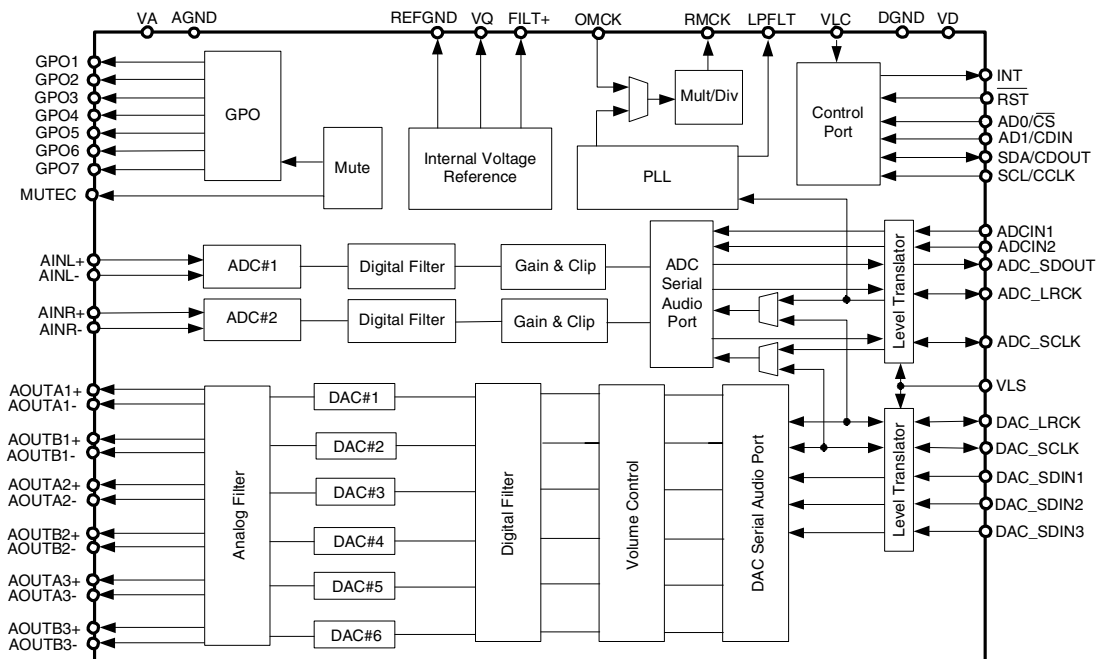 VA
AGND
REFGND
VQ
FILT+
OMCK
RMCK
LPFLT
VLC
DGND
VD
GPO1
GPO2
GPO3
GPO4
GPO5
GPO6
GPO7
MUTEC
GPO
Mute
Internal Voltage
Reference
Mult/Div
PLL
Control
Port
INT
RST
AD0/CS
AD1/CDIN
SDA/CDOUT
SCL/CCLK
AINL+
AINL-
AINR+
AINR-
ADC#1
Digital Filter
Gain & Clip
ADC#2
Digital Filter
Gain & Clip
ADC
Serial
Audio
Port
Level Translator
ADCIN1
ADCIN2
ADC_SDOUT
ADC_LRCK
ADC_SCLK
VLS
AOUTA1+
AOUTA1-
AOUTB1+
AOUTB1-
AOUTA2+
AOUTA2-
AOUTB2+
AOUTB2-
AOUTA3+
AOUTA3-
AOUTB3+
AOUTB3-
Analog Filter
DAC#1
DAC#2
DAC#3
DAC#4
DAC#5
DAC#6
Digital Filter
Volume Control
DAC Serial Audio Port
Level Translator
DAC_LRCK
DAC_SCLK
DAC_SDIN1
DAC_SDIN2
DAC_SDIN3